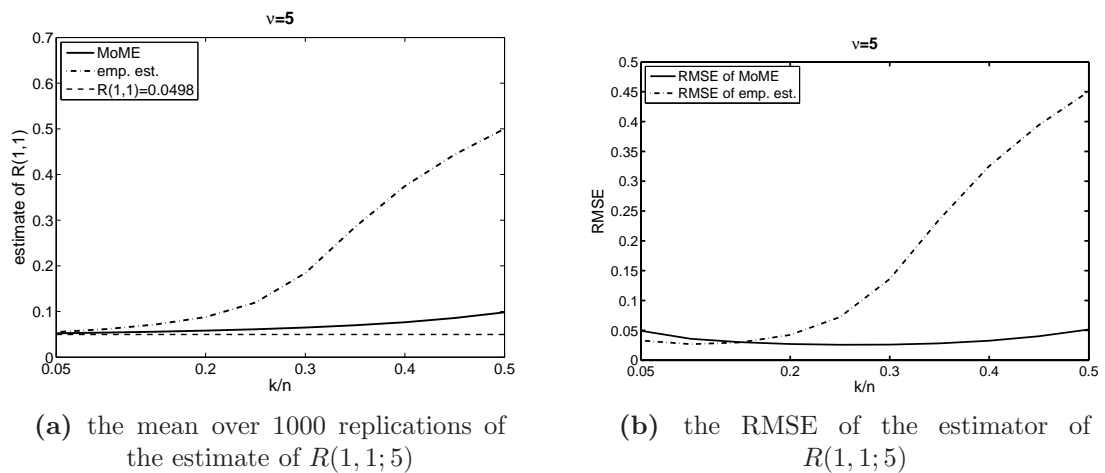 ν=5
0.7
0.6
0.5
0.4
0.3
0.2
0.1
0
estimate of R(1,1)
MoME
emp. est.
R(1,1)=0.0498
0.05
0.2
0.3
0.4
0.5
k/n
(a) the mean over 1000 replications of
the estimate of R(1, 1; 5)
ν=5
0.5
0.45
0.4
0.35
0.3
0.25
0.2
0.15
0.1
0.05
0
RMSE
RMSE of MoME
RMSE of emp. est.
0.05
0.2
0.3
0.4
0.5
k/n
(b) the RMSE of the estimator of
R(1, 1; 5)